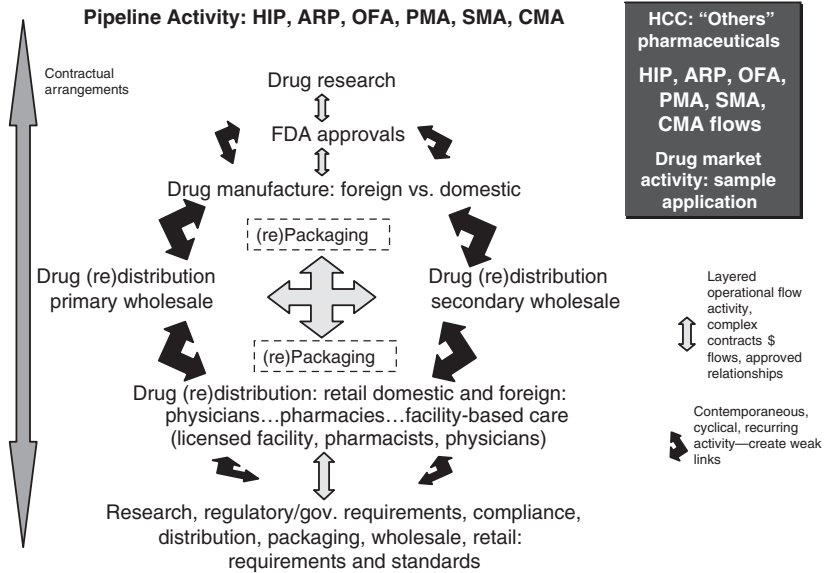 Pipeline Activity: HIP, ARP, OFA, PMA, SMA, CMA
Contractual
arrangements
Drug research
FDA approvals
Drug manufacture: foreign vs. domestic
(re)Packaging
Drug (re)distribution
primary wholesale
Drug (re)distribution
secondary wholesale
(re)Packaging
Drug (re)distribution: retail domestic and foreign:
physicians…pharmacies…facility-based care
(licensed facility, pharmacists, physicians)
Research, regulatory/gov. requirements, compliance,
distribution, packaging, wholesale, retail:
requirements and standards
HCC: “Others”
pharmaceuticals
HIP, ARP, OFA,
PMA, SMA,
CMA flows
Drug market
activity: sample
application
Layered
operational flow
activity,
complex
contracts $
flows, approved
relationships
Contemporaneous,
cyclical, recurring
activity—create weak
links